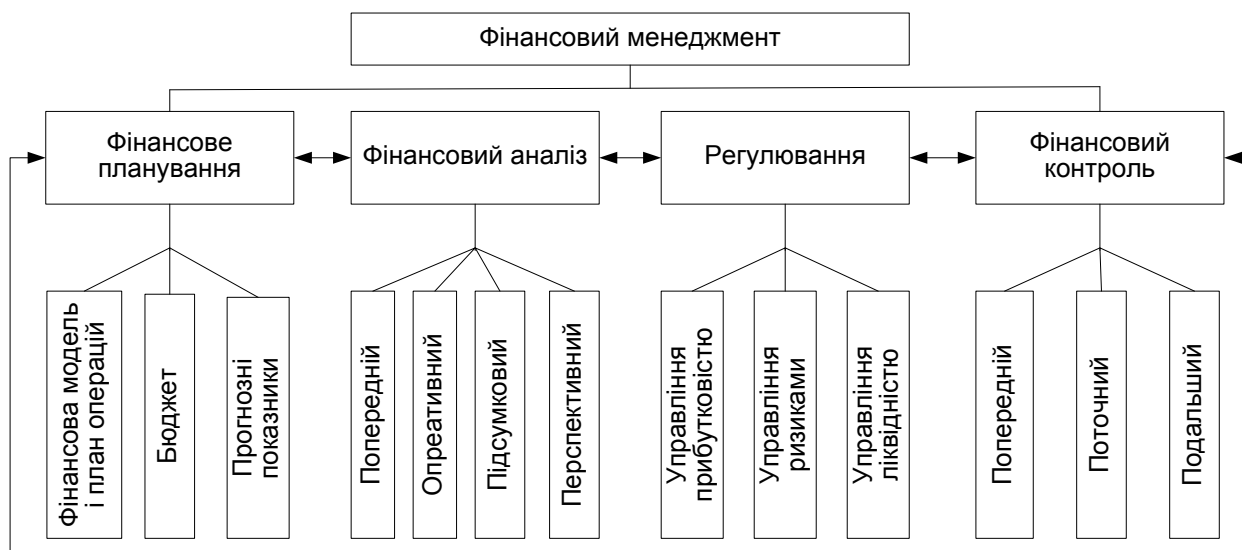 Фінансовий менеджмент
Фінансове
планування
Фінансовий аналіз
Регулювання
Фінансовий
контроль
Фінансова модель
і план операцій
Бюджет
Прогнозні
показники
Попередній
Опреативний
Підсумковий
Перспективний
Управління
прибутковістю
Управління
ризиками
Управління
ліквідністю
Попередній
Поточний
Подальший